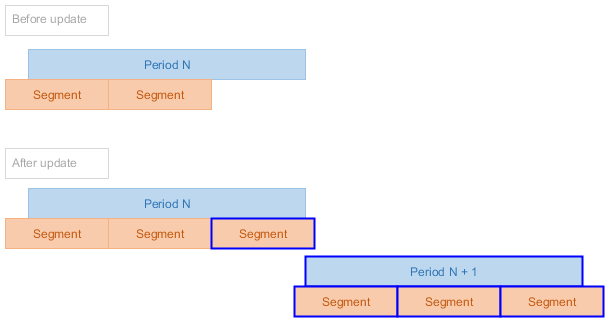 Before update
Period N
Segment Segment
After update
Period N
Segment Segment Segment
Period N + 1
Segment Segment Segment